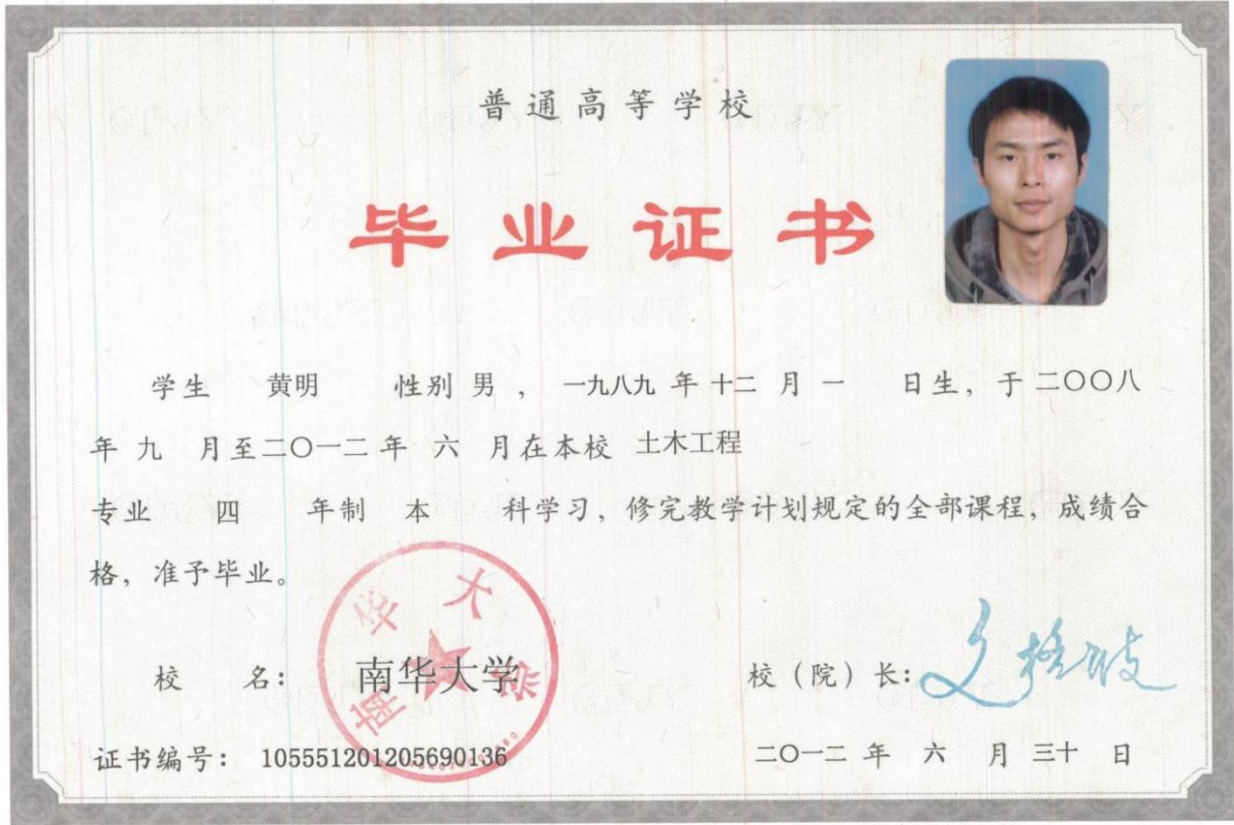 普通高等学校
毕业证书
学生 黄明 性别 男 ， 一九八九 年 十二 月 一 日生，于 二〇〇八
年 九 月至二〇一二 年 六 月在本校 土木工程
专业 四 年制 本 科学习，修完教学计划规定的全部课程，成绩合
格，准予毕业。
南华大学
校 名： 南华大学 校（院）长：
证书编号： 105551201205690136 二〇一二 年 六 月 三十 日